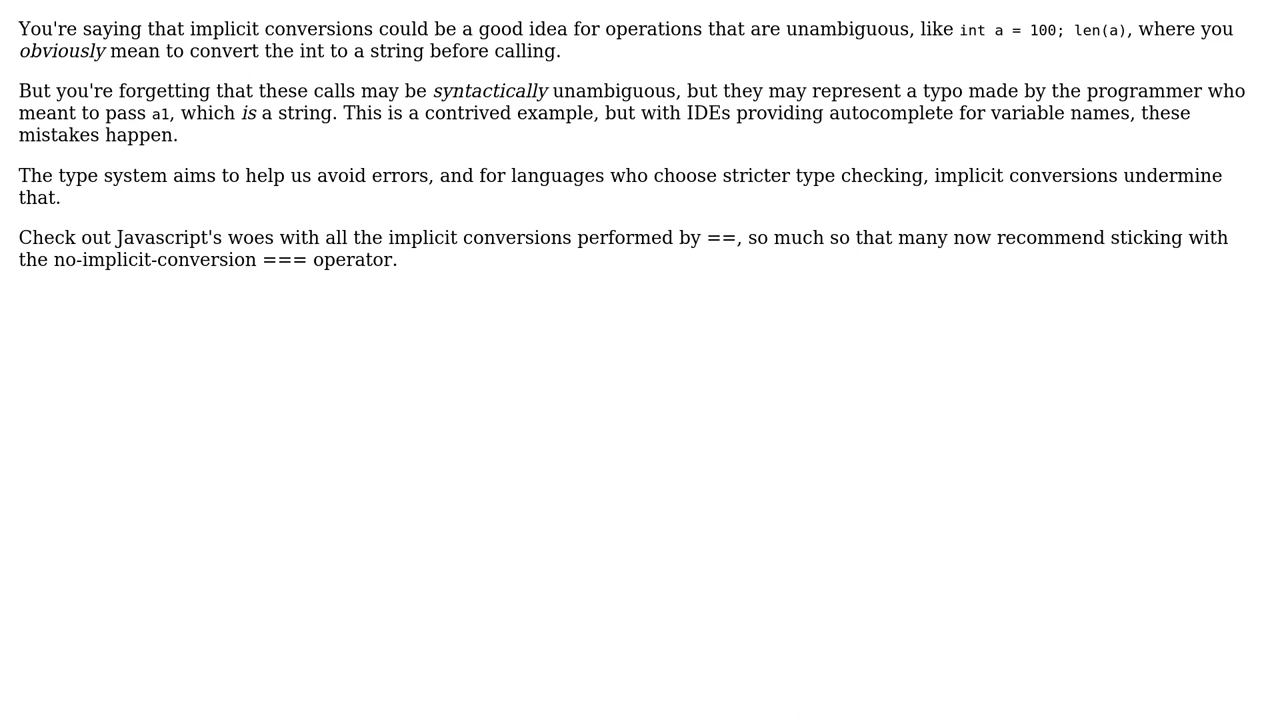 You're saying that implicit conversions could be a good idea for operations that are unambiguous, like int a = 100; len(a), where you
obviously mean to convert the int to a string before calling.
But you're forgetting that these calls may be syntactically unambiguous, but they may represent a typo made by the programmer who
meant to pass a1, which is a string. This is a contrived example, but with IDEs providing autocomplete for variable names, these
mistakes happen.
The type system aims to help us avoid errors, and for languages who choose stricter type checking, implicit conversions undermine
that.
Check out Javascript's woes with all the implicit conversions performed by ==, so much so that many now recommend sticking with
the no-implicit-conversion === operator.